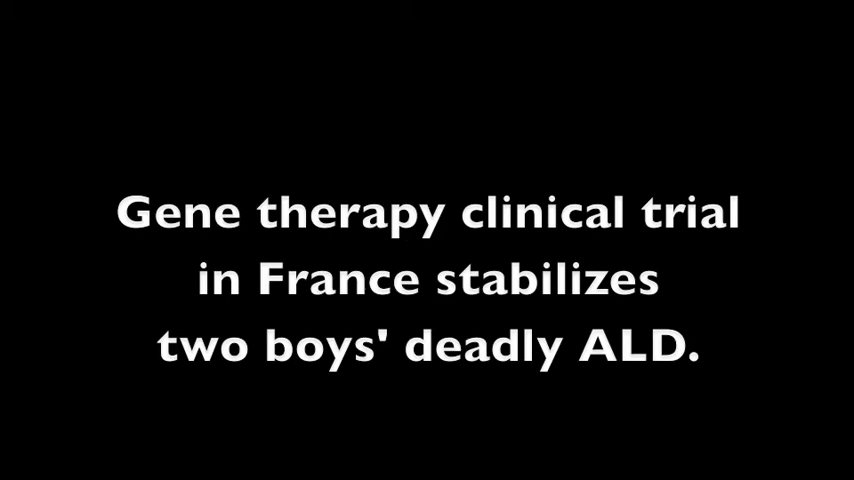 Gene therapy clinical trial
in France stabilizes
two boys' deadly ALD.